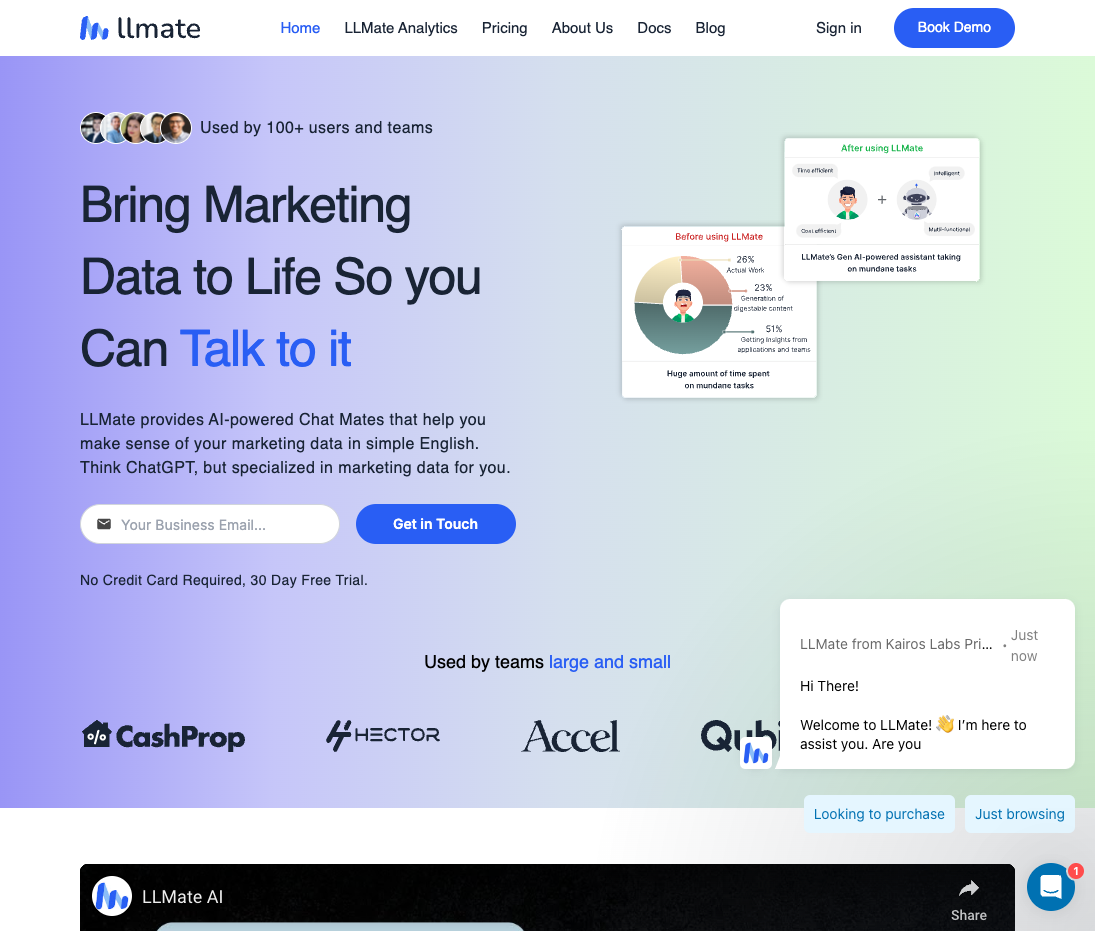 llmate
Home
LLMate Analytics
Pricing
About Us
Docs
Blog
Sign in
Book Demo
Used by 100+ users and teams
Bring Marketing
Data to Life So you
Can Talk to it
LLMate provides AI-powered Chat Mates that help you
make sense of your marketing data in simple English.
Think ChatGPT, but specialized in marketing data for you.
Your Business Email...
Get in Touch
No Credit Card Required, 30 Day Free Trial.
Before using LLMate
26%
Actual Work
23%
Generation of
digestable content
51%
Getting Insights from
applications and teams
Huge amount of time spent
on mundane tasks
After using LLMate
Time.efficient
Intelligent
+
Cost.efficient
Mutli-functional
LLMate's Gen AI-powered assistant taking
on mundane tasks
Used by teams large and small
%
CashProp
HECTOR
Accel
Qubi
LLMate from Kairos Labs Pri... • Just
now
Hi There!
Welcome to LLMate! 👋 I'm here to
assist you. Are you
Looking to purchase
Just browsing
1
LLMate AI
Share